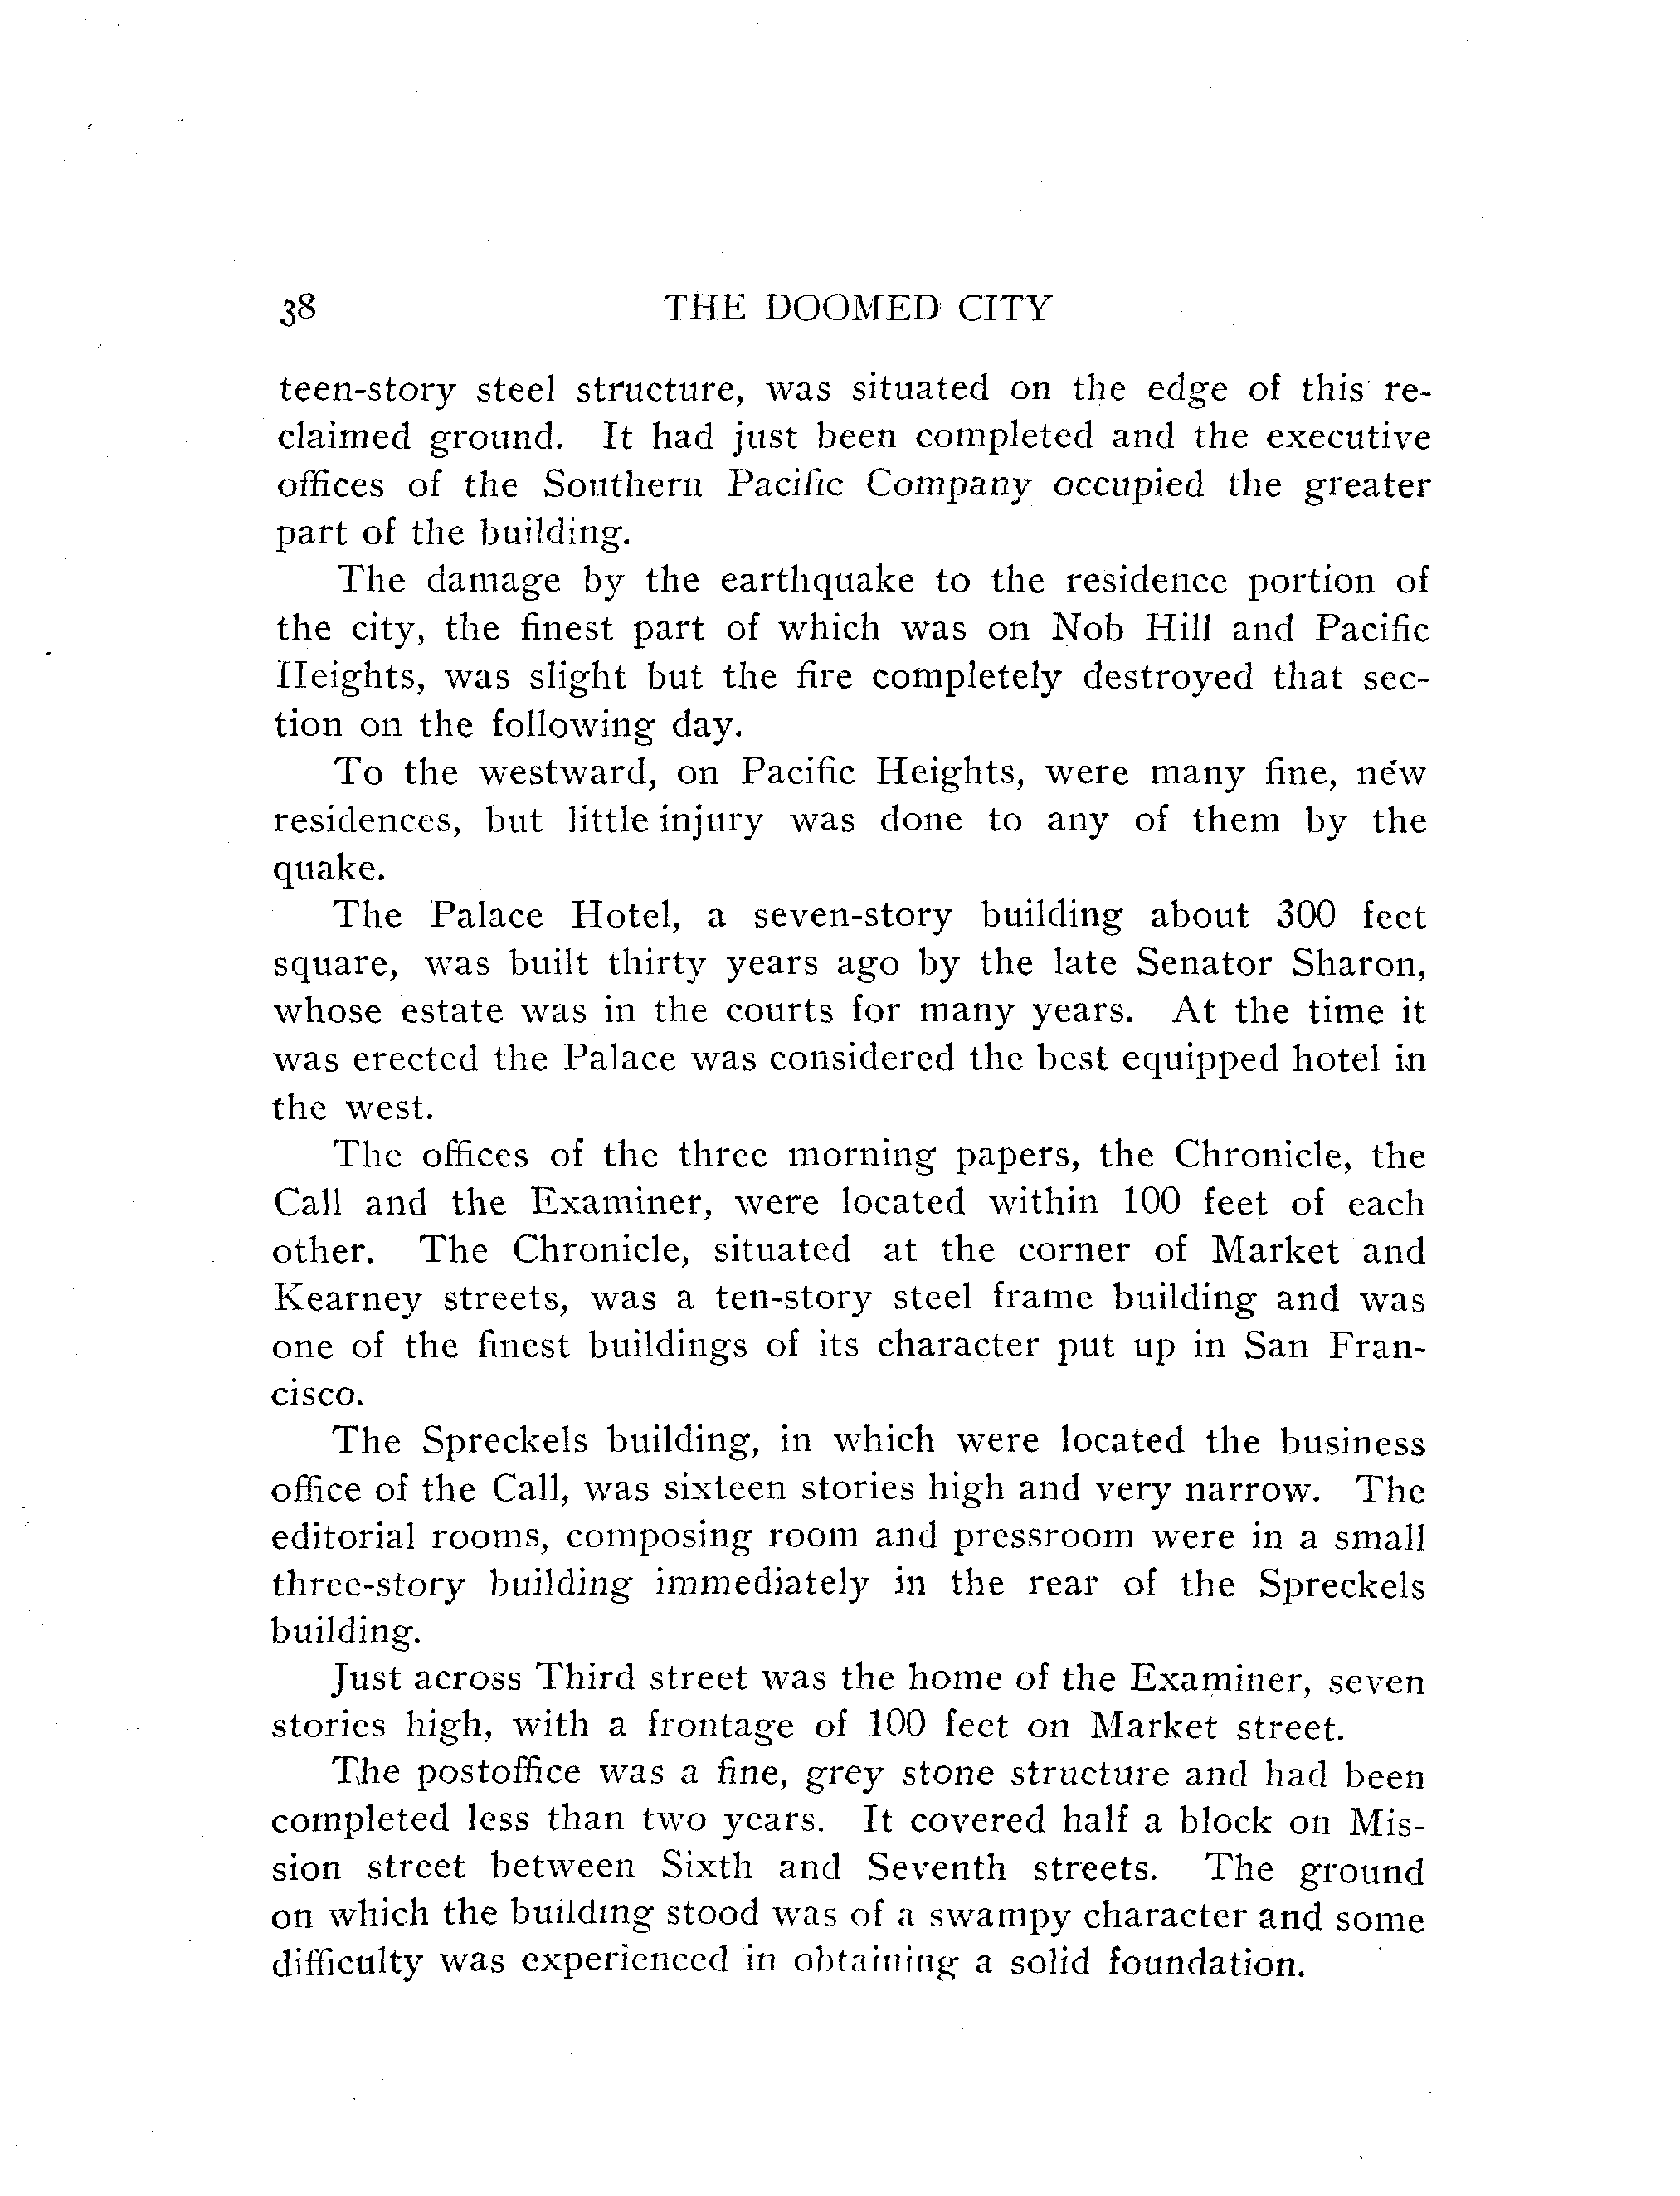 38 THE DOOMED CITY
teen-story steel structure, was situated on the edge of this re-
claimed ground. It had just been completed and the executive
offices of the Southern Pacific Company occupied the greater
part of the building.
The damage by the earthquake to the residence portion of
the city, the finest part of which was on Nob Hill and Pacific
Heights, was slight but the fire completely destroyed that sec-
tion on the following day.
To the westward, on Pacific Heights, were many fine, new
residences, but little injury was done to any of them by the
quake.
The Palace Hotel, a seven-story building about 300 feet
square, was built thirty years ago by the late Senator Sharon,
whose estate was in the courts for many years. At the time it
was erected the Palace was considered the best equipped hotel in
the west.
The offices of the three morning papers, the Chronicle, the
Call and the Examiner, were located within 100 feet of each
other. The Chronicle, situated at the corner of Market and
Kearney streets, was a ten-story steel frame building and was
one of the finest buildings of its character put up in San Fran-
cisco.
The Spreckels building, in which were located the business
office of the Call, was sixteen stories high and very narrow. The
editorial rooms, composing room and pressroom were in a small
three-story building immediately in the rear of the Spreckels
building.
Just across Third street was the home of the Examiner, seven
stories high, with a frontage of 100 feet on Market street.
The postoffice was a fine, grey stone structure and had been
completed less than two years. It covered half a block on Mis-
sion street between Sixth and Seventh streets. The ground
on which the building stood was of a swampy character and some
difficulty was experienced in obtaining a solid foundation.